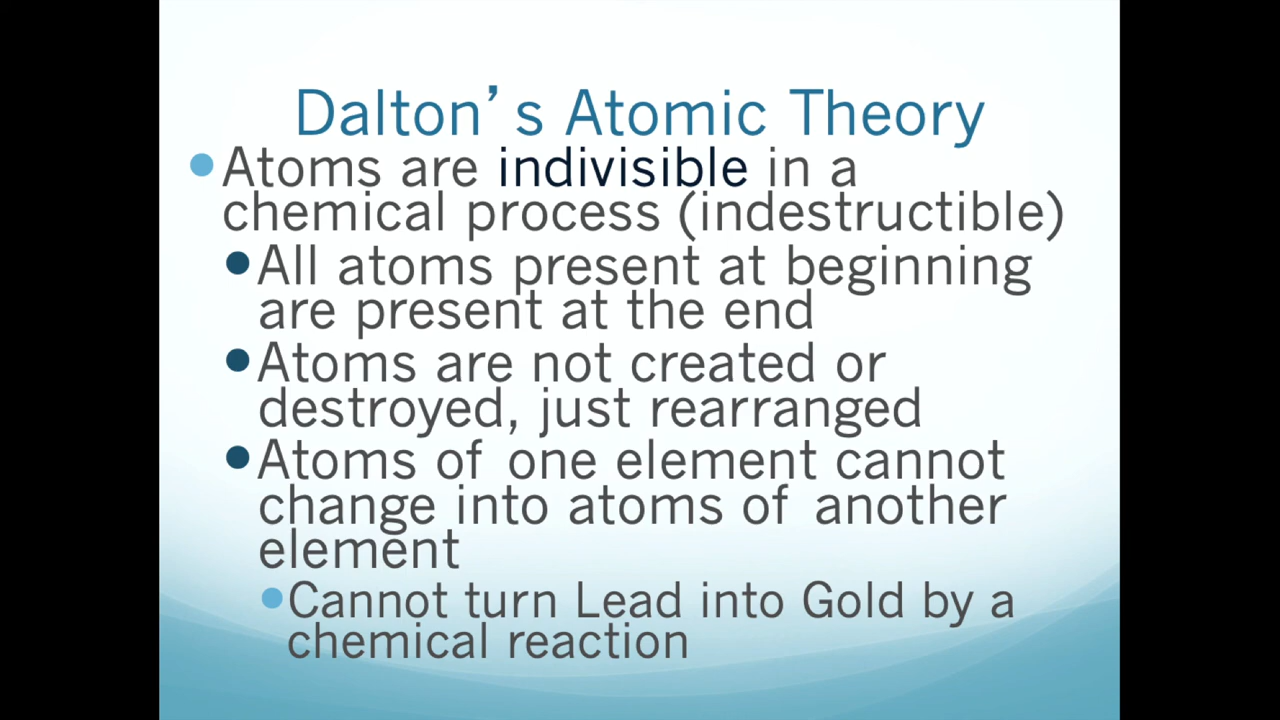 Dalton’s Atomic Theory
•Atoms are indivisible in a
chemical process (indestructible)
•All atoms present at beginning
are present at the end
•Atoms are not created or
destroyed, just rearranged
•Atoms of one element cannot
change into atoms of another
element
•Cannot turn Lead into Gold by a
chemical reaction